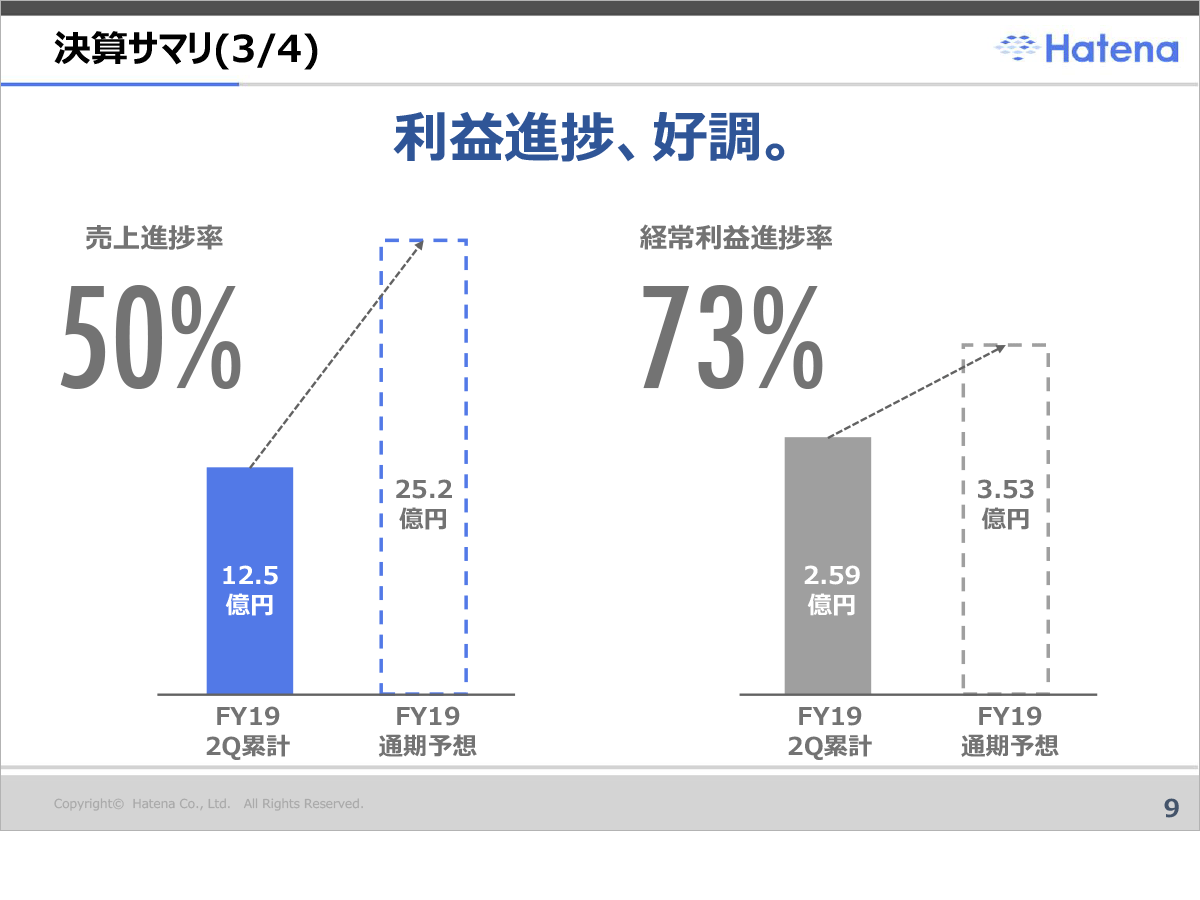 決算サマリ(3/4)
Hatena
利益進捗、好調。
売上進捗率
50%
25.2
億円
12.5
億円
FY19
2Q累計
FY19
通期予想
経常利益進捗率
73%
3.53
億円
2.59
億円
FY19
2Q累計
FY19
通期予想
Copyright© Hatena Co., Ltd. All Rights Reserved.
9